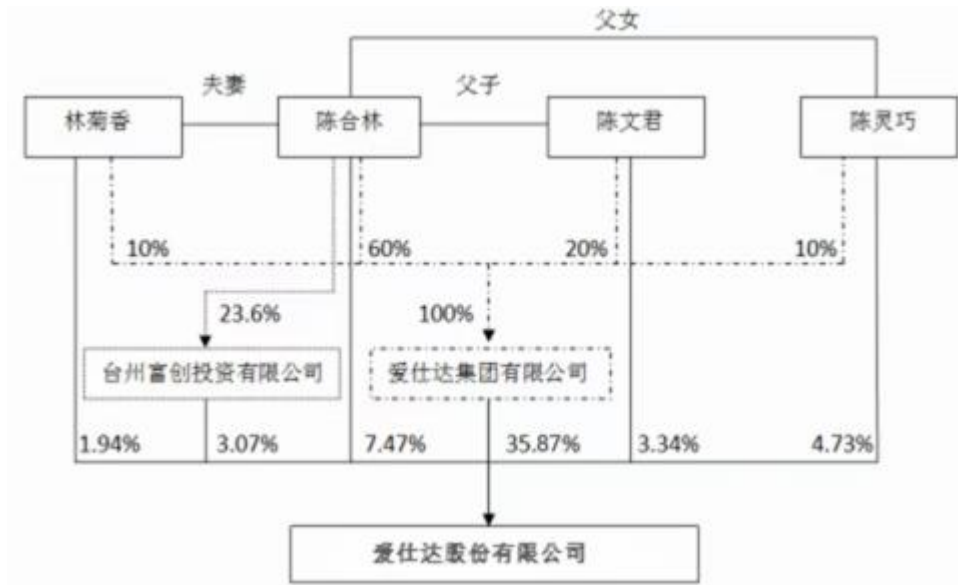 父女
夫妻
父子
林菊香
陈合林
陈文君
陈灵巧
10%
60%
20%
10%
23.6%
100%
台州富创投资有限公司
爱仕达集团有限公司
1.94%
3.07%
7.47%
35.87%
3.34%
4.73%
爱仕达股份有限公司